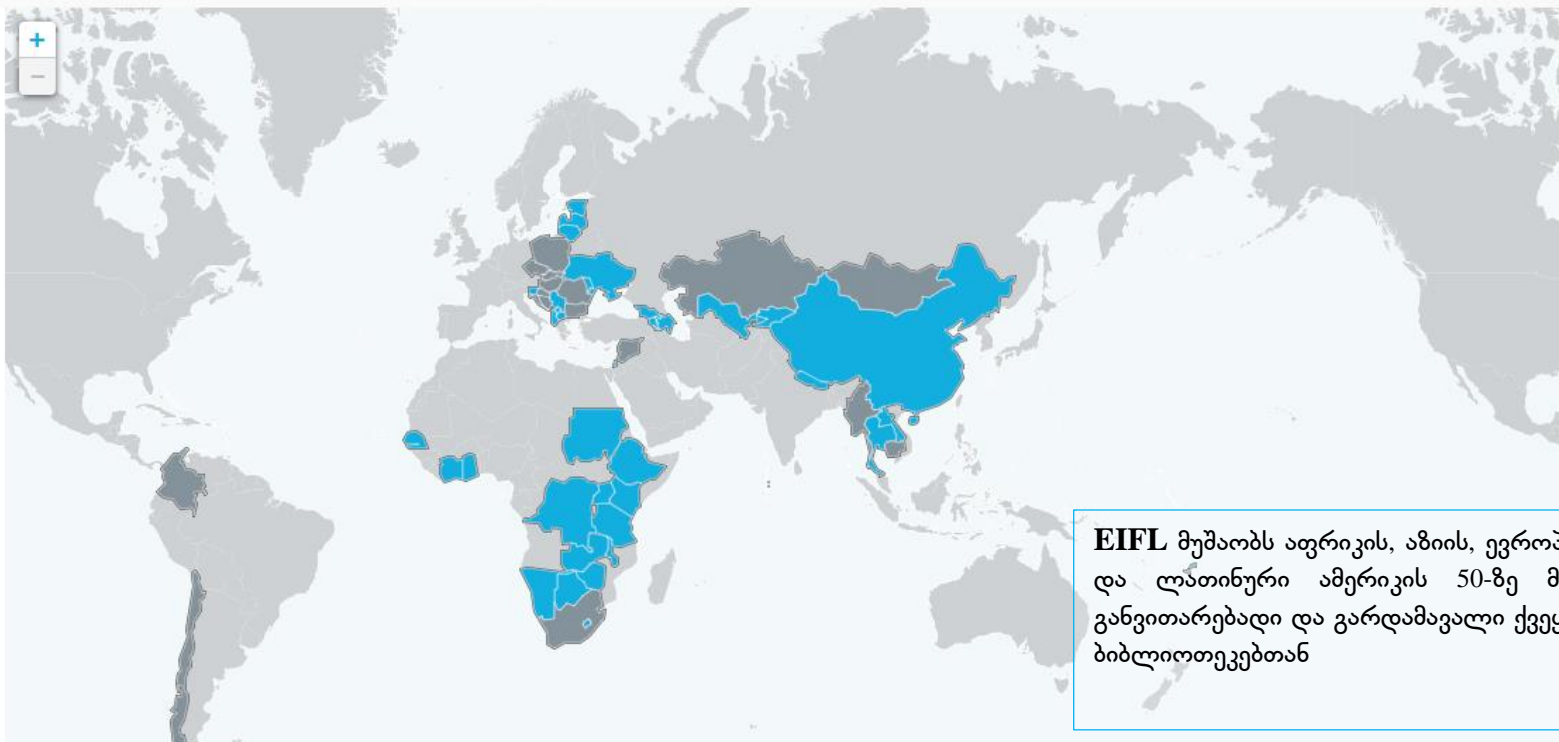 +
−
EIFL მუშაობს აფრიკის, აზიის, ევროპ
და ლათინური ამერიკის 50-ზე მ
განვითარებადი და გარდამავალი ქვეყ
ბიბლიოთეკებთან